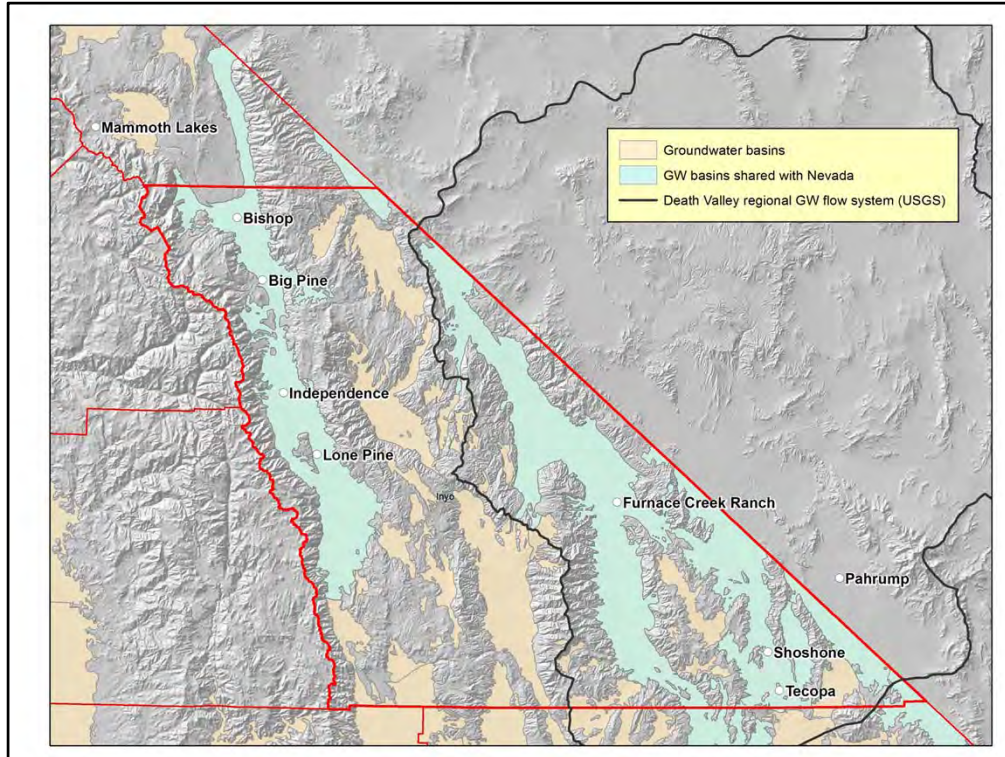 Mammoth Lakes
Groundwater basins
GW basins shared with Nevada
Death Valley regional GW flow system (USGS)
Bishop
Big Pine
Independence
Lone Pine
Inyo
Furnace Creek Ranch
Pahrump
Shoshone
Tecopa